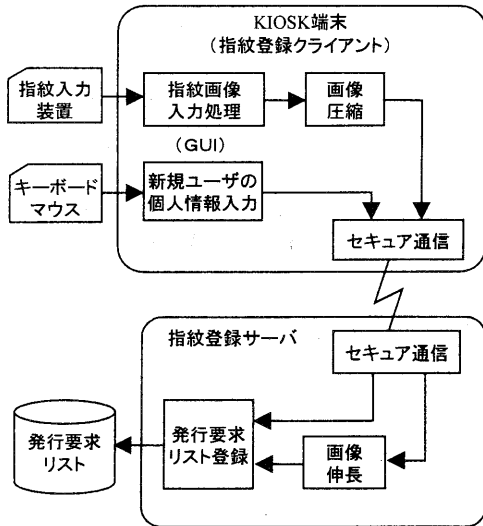 KIOSK端末
(指紋登録クライアント)
指紋入力
装置
指紋画像
入力処理
画像
圧縮
(GUI)
キーボード
マウス
新規ユーザの
個人情報入力
セキュア通信
指紋登録サーバ
セキュア通信
発行要求
リスト
発行要求
リスト登録
画像
伸長